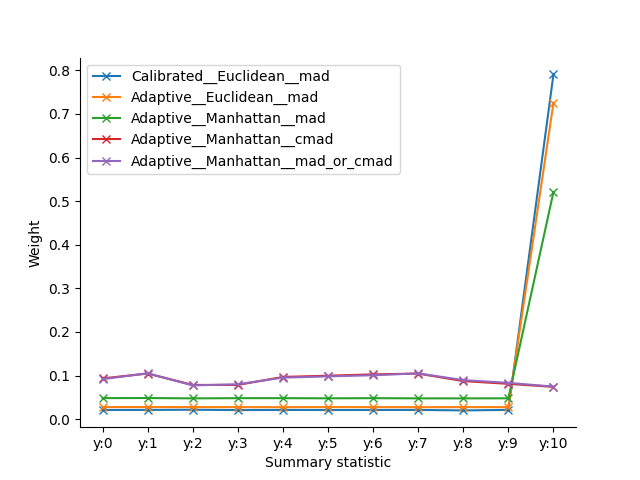 Calibrated__Euclidean__mad
Adaptive__Euclidean__mad
Adaptive__Manhattan__mad
Adaptive__Manhattan__cmad
Adaptive__Manhattan__mad_or_cmad
0.8
0.7
0.6
0.5
0.4
0.3
0.2
0.1
0.0
Weight
y:0 y:1 y:2 y:3 y:4 y:5 y:6 y:7 y:8 y:9 y:10
Summary statistic